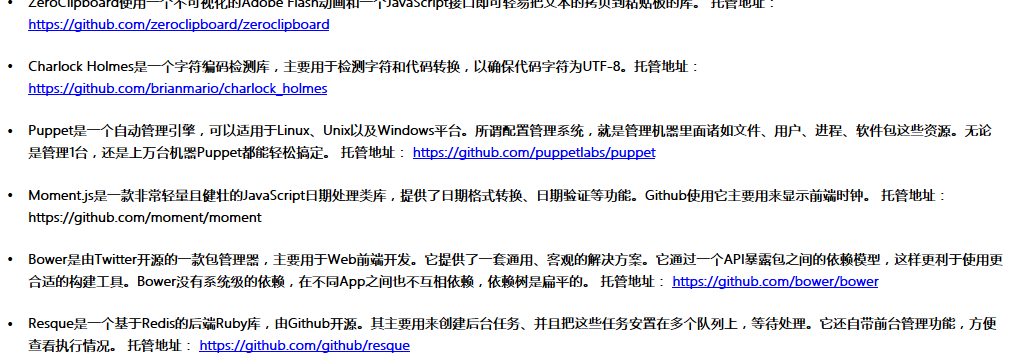 • ZeroClipboard使用一个不可视化的Adobe Flash动画和一个JavaScript接口即可轻易把文本的拷贝到粘贴板的库。 托管地址：
https://github.com/zeroclipboard/zeroclipboard
• Charlock Holmes是一个字符编码检测库，主要用于检测字符和代码转换，以确保代码字符为UTF-8。托管地址：
https://github.com/brianmario/charlock_holmes
• Puppet是一个自动管理引擎，可以适用于Linux、Unix以及Windows平台。所谓配置管理系统，就是管理机器里面诸如文件、用户、进程、软件包这些资源。无论
是管理1台，还是上万台机器Puppet都能轻松搞定。 托管地址： https://github.com/puppetlabs/puppet
• Moment.js是一款非常轻量且健壮的JavaScript日期处理类库，提供了日期格式转换、日期验证等功能。Github使用它主要用来显示前端时钟。 托管地址：
https://github.com/moment/moment
• Bower是由Twitter开源的一款包管理器，主要用于Web前端开发。它提供了一套通用、客观的解决方案。它通过一个API暴露包之间的依赖模型，这样更利于使用更
合适的构建工具。Bower没有系统级的依赖，在不同App之间也不互相依赖，依赖树是扁平的。 托管地址： https://github.com/bower/bower
• Resque是一个基于Redis的后端Ruby库，由Github开源。其主要用来创建后台任务、并且把这些任务安置在多个队列上，等待处理。它还自带前台管理功能，方便
查看执行情况。 托管地址： https://github.com/github/resque